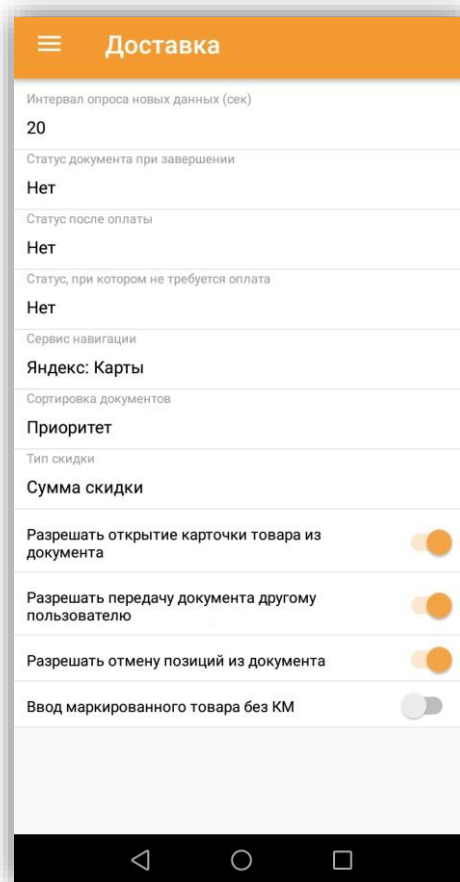 Доставка
Интервал опроса новых данных (сек)
20
Статус документа при завершении
Нет
Статус после оплаты
Нет
Статус, при котором не требуется оплата
Нет
Сервис навигации
Яндекс: Карты
Сортировка документов
Приоритет
Тип скидки
Сумма скидки
Разрешать открытие карточки товара из
документа
Разрешать передачу документа другому
пользователю
Разрешать отмену позиций из документа
Ввод маркированного товара без КМ